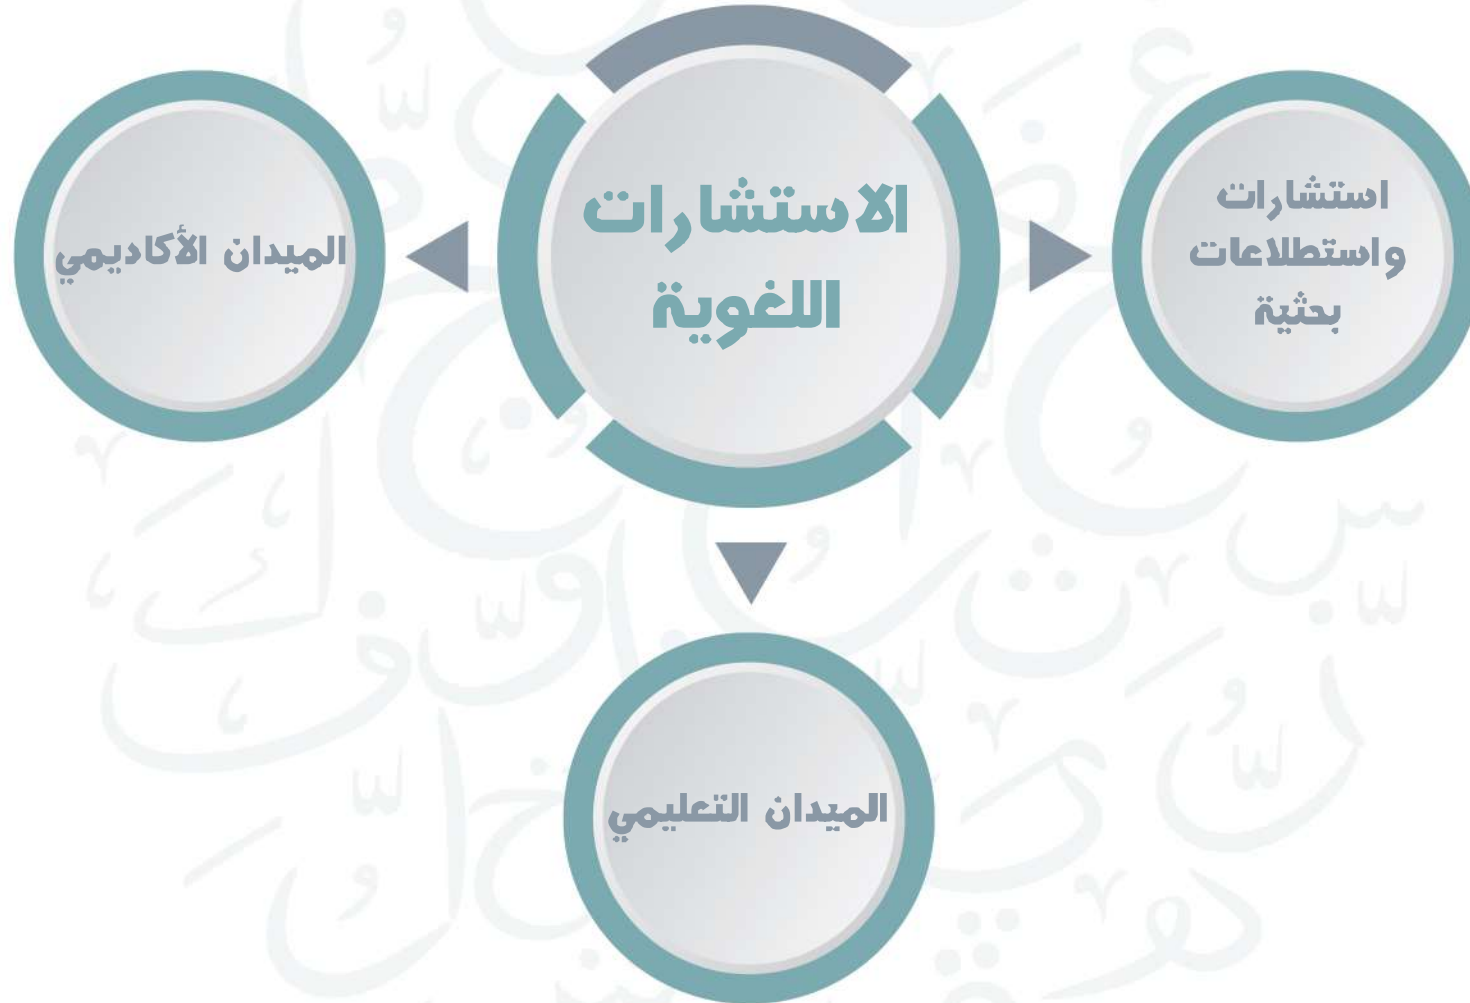 الاستشارات
اللغوية
استشارات
واستطلاعات
بحثية
الميدان الأكاديمي
الميدان التعليمي